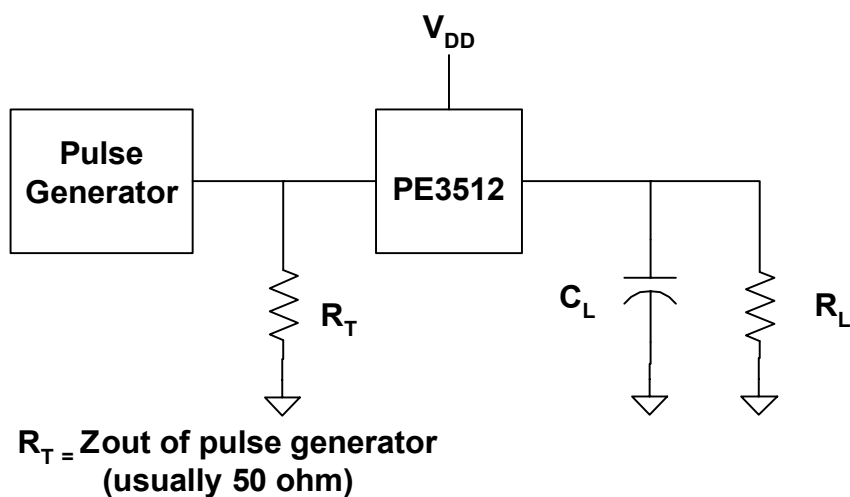 V_DD
Pulse
Generator
PE3512
R_T
C_L
R_L
R_T = Zout of pulse generator
(usually 50 ohm)